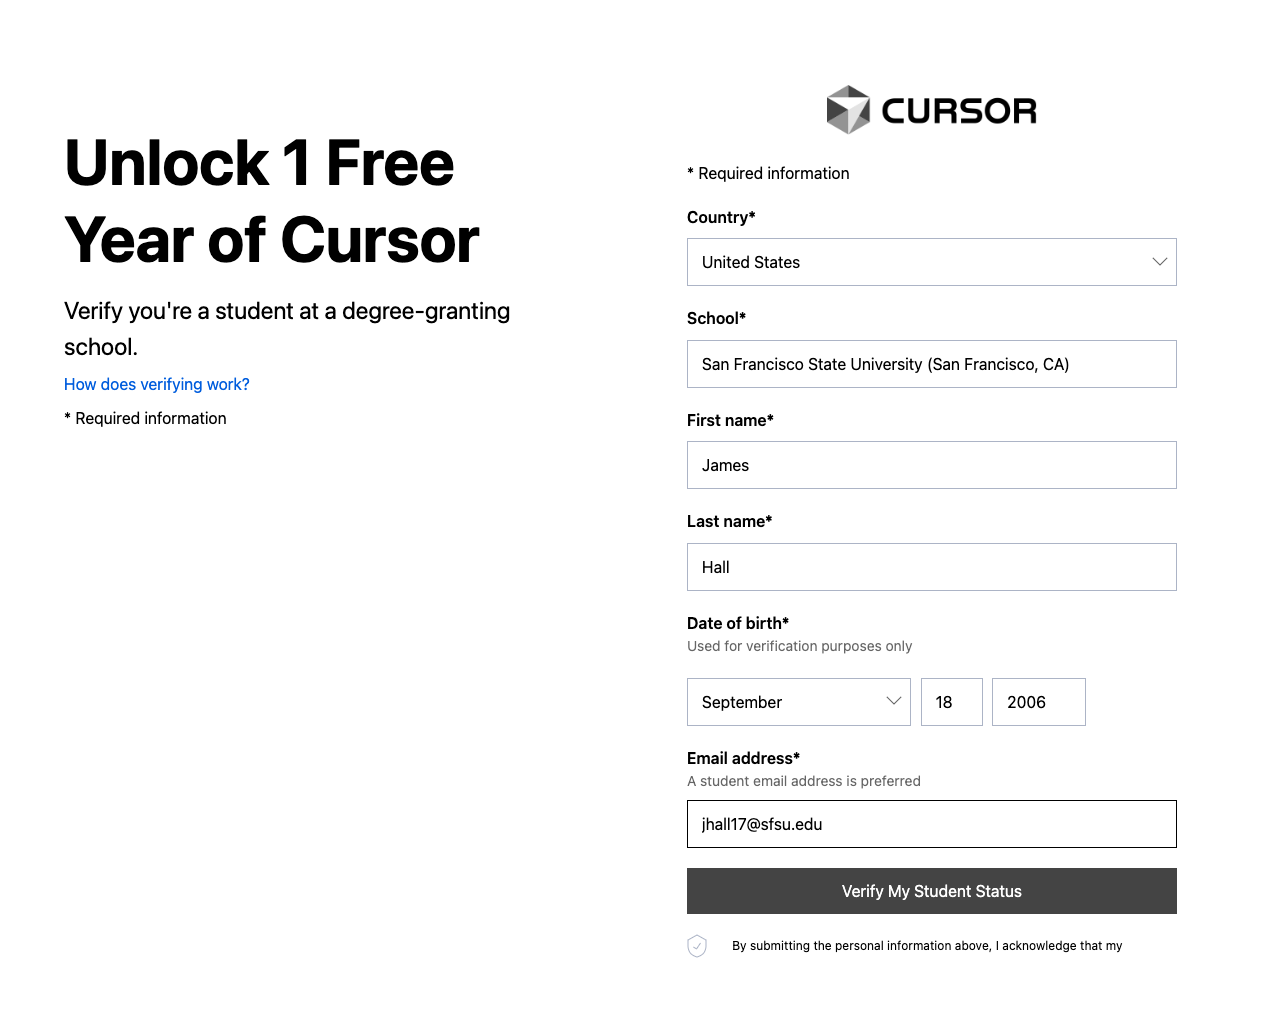 Unlock 1 Free
Year of Cursor
Verify you're a student at a degree-granting
school.
How does verifying work?
* Required information
CURSOR
* Required information
Country*
United States
School*
San Francisco State University (San Francisco, CA)
First name*
James
Last name*
Hall
Date of birth*
Used for verification purposes only
September 18 2006
Email address*
A student email address is preferred
jhall17@sfsu.edu
Verify My Student Status
By submitting the personal information above, I acknowledge that my